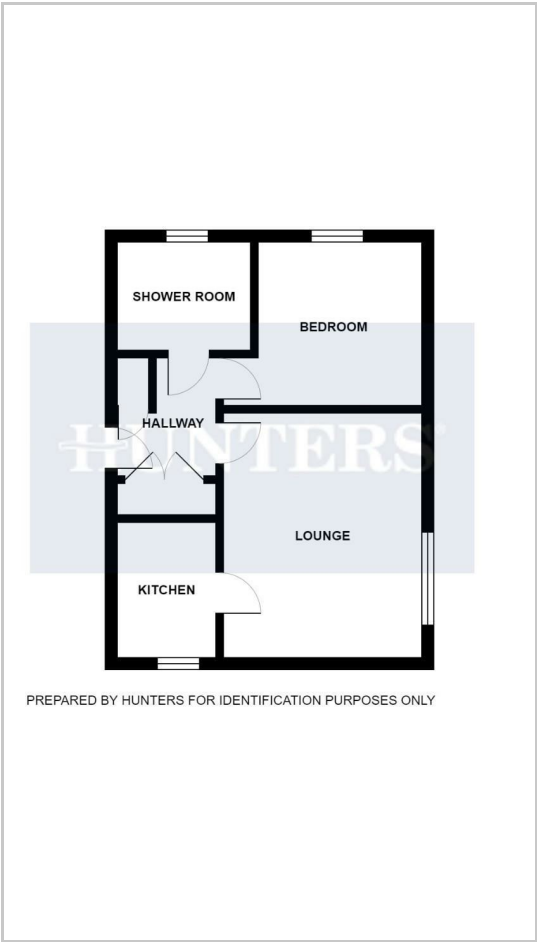 SHOWER ROOM
BEDROOM
HALLWAY
HUNTERS
LOUNGE
KITCHEN
PREPARED BY HUNTERS FOR IDENTIFICATION PURPOSES ONLY